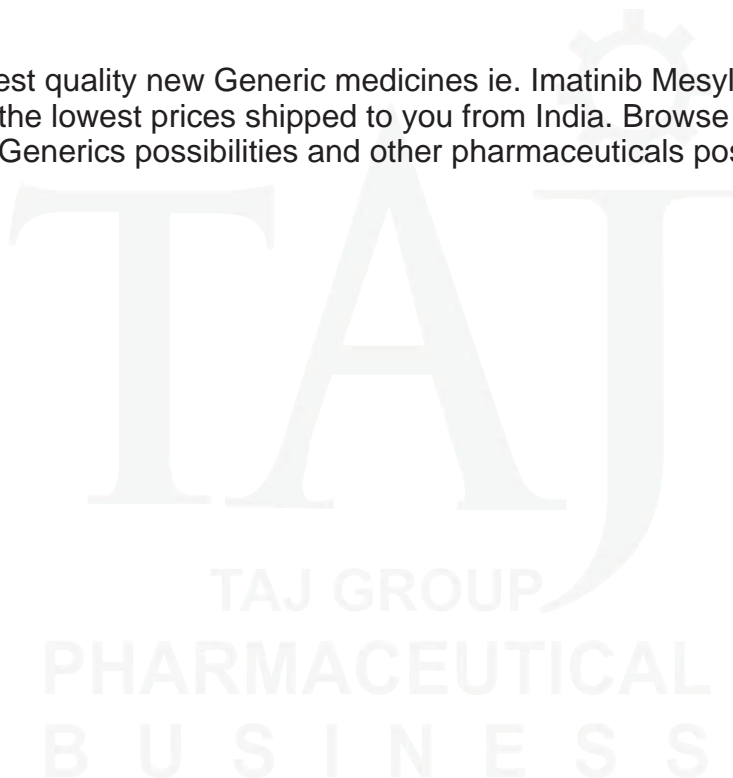 est quality new Generic medicines ie. Imatinib Mesyl
the lowest prices shipped to you from India. Browse
Generics possibilities and other pharmaceuticals pos
TAJ
TAJ GROUP
PHARMACEUTICAL
BUSINESS